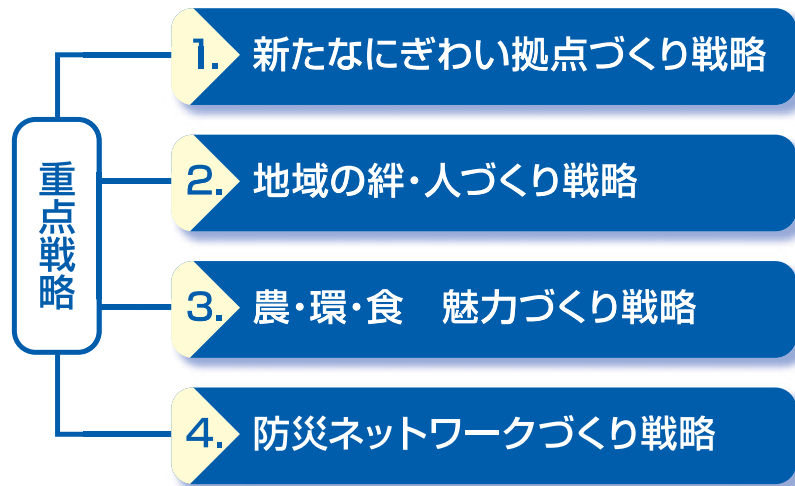 重点戦略
1. 新たなにぎわい拠点づくり戦略
2. 地域の絆・人づくり戦略
3. 農・環・食　魅力づくり戦略
4. 防災ネットワークづくり戦略